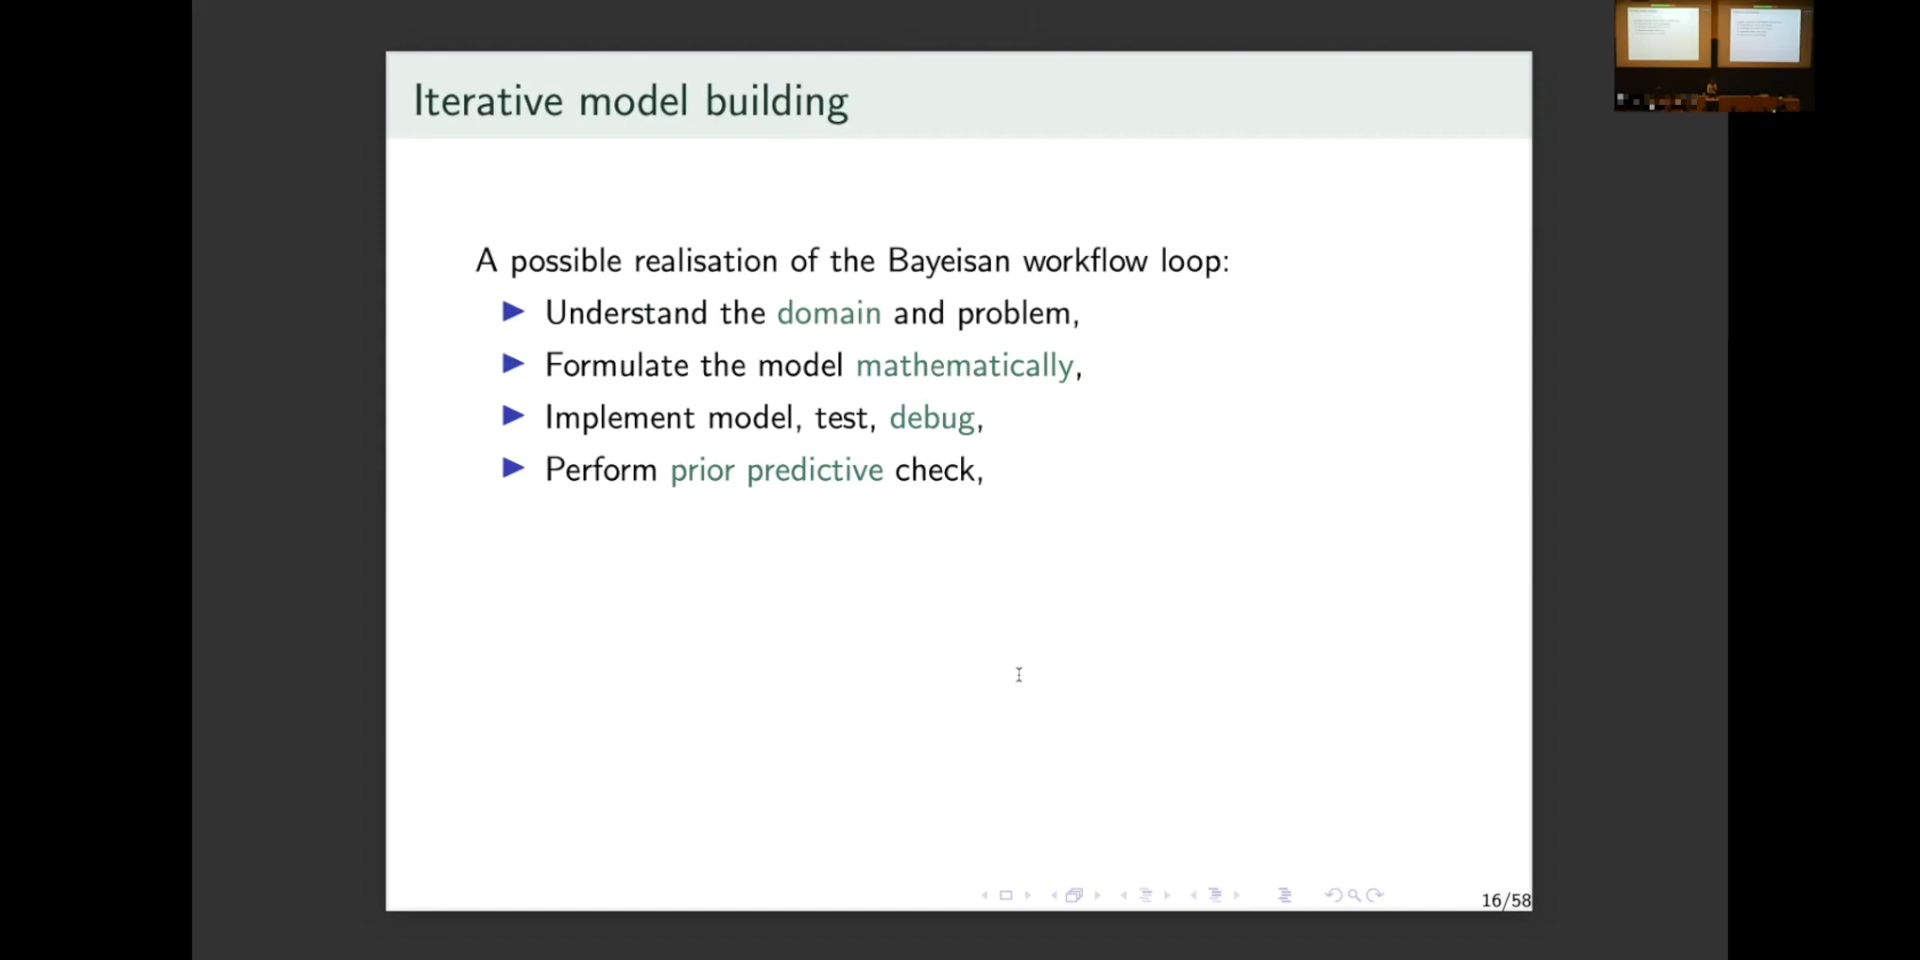 Iterative model building
A possible realisation of the Bayeisan workflow loop:
Understand the domain and problem,
Formulate the model mathematically,
Implement model, test, debug,
Perform prior predictive check,
16/58